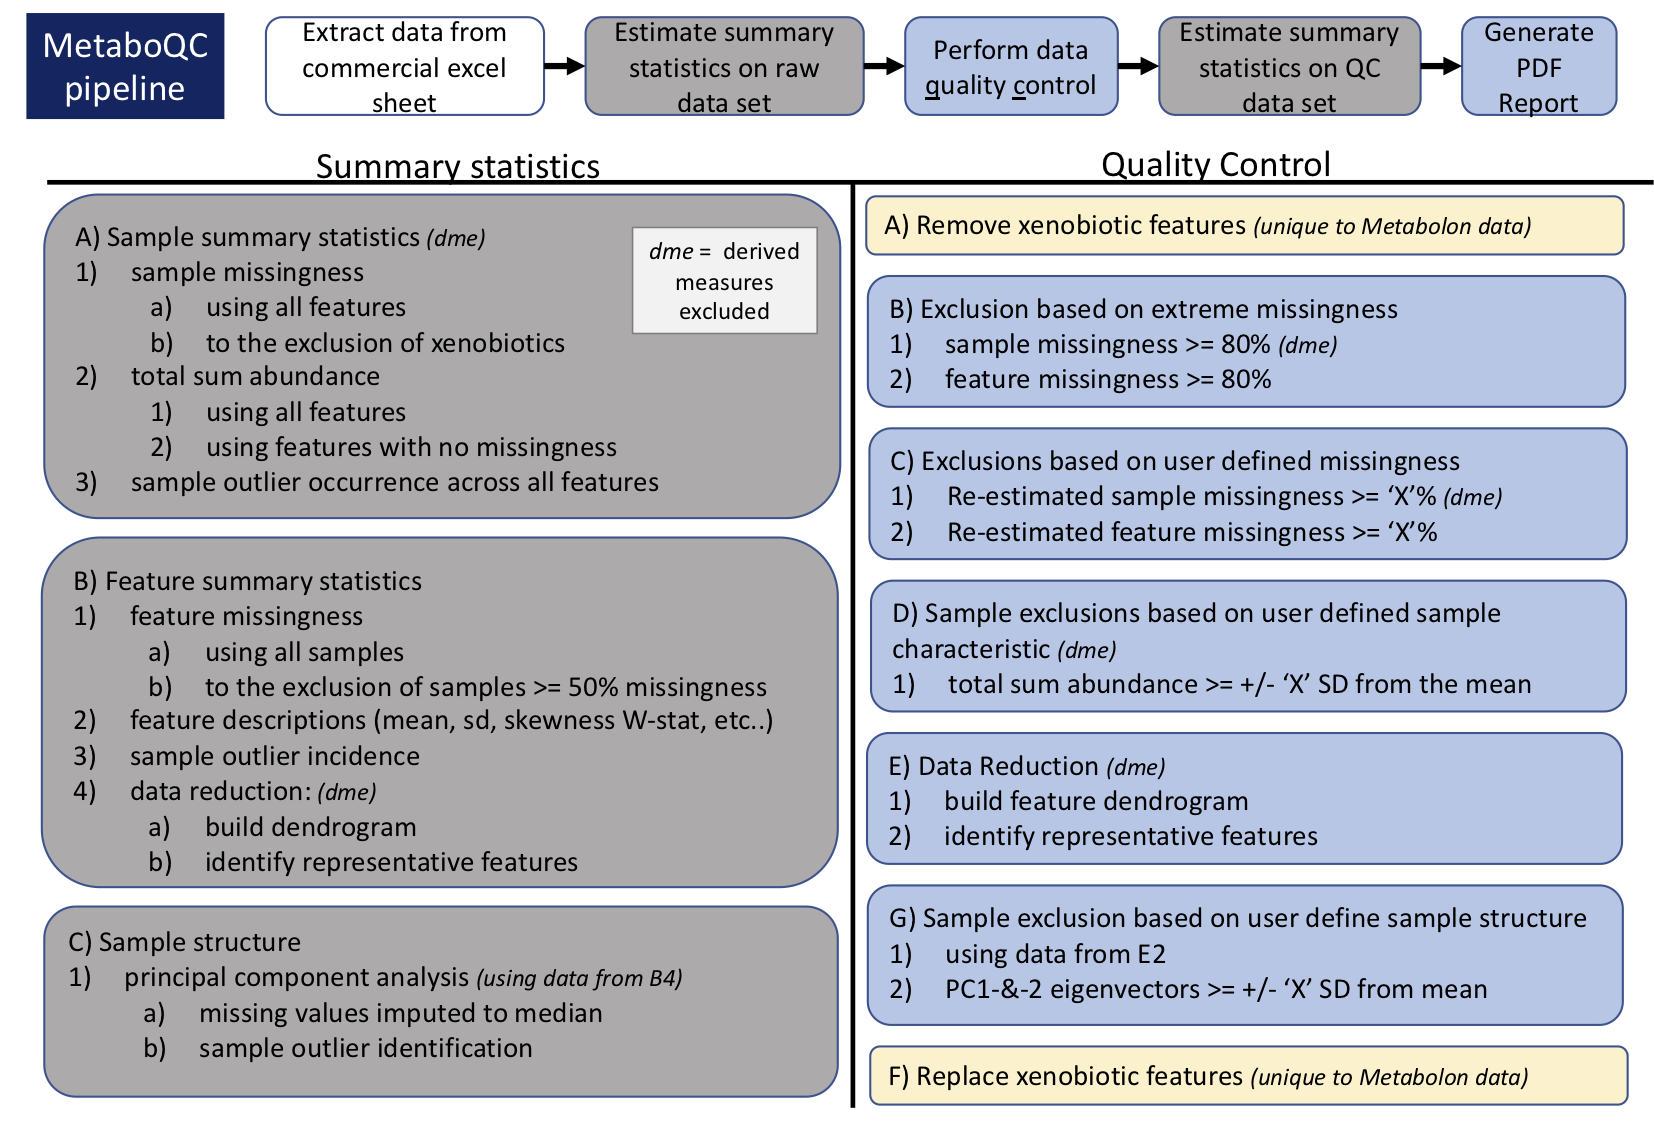 MetaboQC
pipeline
Extract data from
commercial excel
sheet
Estimate summary
statistics on raw
data set
Perform data
quality control
Estimate summary
statistics on QC
data set
Generate
PDF
Report
Summary statistics
A) Sample summary statistics (dme)
1) sample missingness
a) using all features
b) to the exclusion of xenobiotics
2) total sum abundance
1) using all features
2) using features with no missingness
3) sample outlier occurrence across all features
dme = derived
measures
excluded
B) Feature summary statistics
1) feature missingness
a) using all samples
b) to the exclusion of samples >= 50% missingness
2) feature descriptions (mean, sd, skewness W-stat, etc..)
3) sample outlier incidence
4) data reduction: (dme)
a) build dendrogram
b) identify representative features
C) Sample structure
1) principal component analysis (using data from B4)
a) missing values imputed to median
b) sample outlier identification
Quality Control
A) Remove xenobiotic features (unique to Metabolon data)
B) Exclusion based on extreme missingness
1) sample missingness >= 80% (dme)
2) feature missingness >= 80%
C) Exclusions based on user defined missingness
1) Re-estimated sample missingness >= ‘X’% (dme)
2) Re-estimated feature missingness >= ‘X’%
D) Sample exclusions based on user defined sample
characteristic (dme)
1) total sum abundance >= +/- ‘X’ SD from the mean
E) Data Reduction (dme)
1) build feature dendrogram
2) identify representative features
G) Sample exclusion based on user define sample structure
1) using data from E2
2) PC1-&-2 eigenvectors >= +/- ‘X’ SD from mean
F) Replace xenobiotic features (unique to Metabolon data)